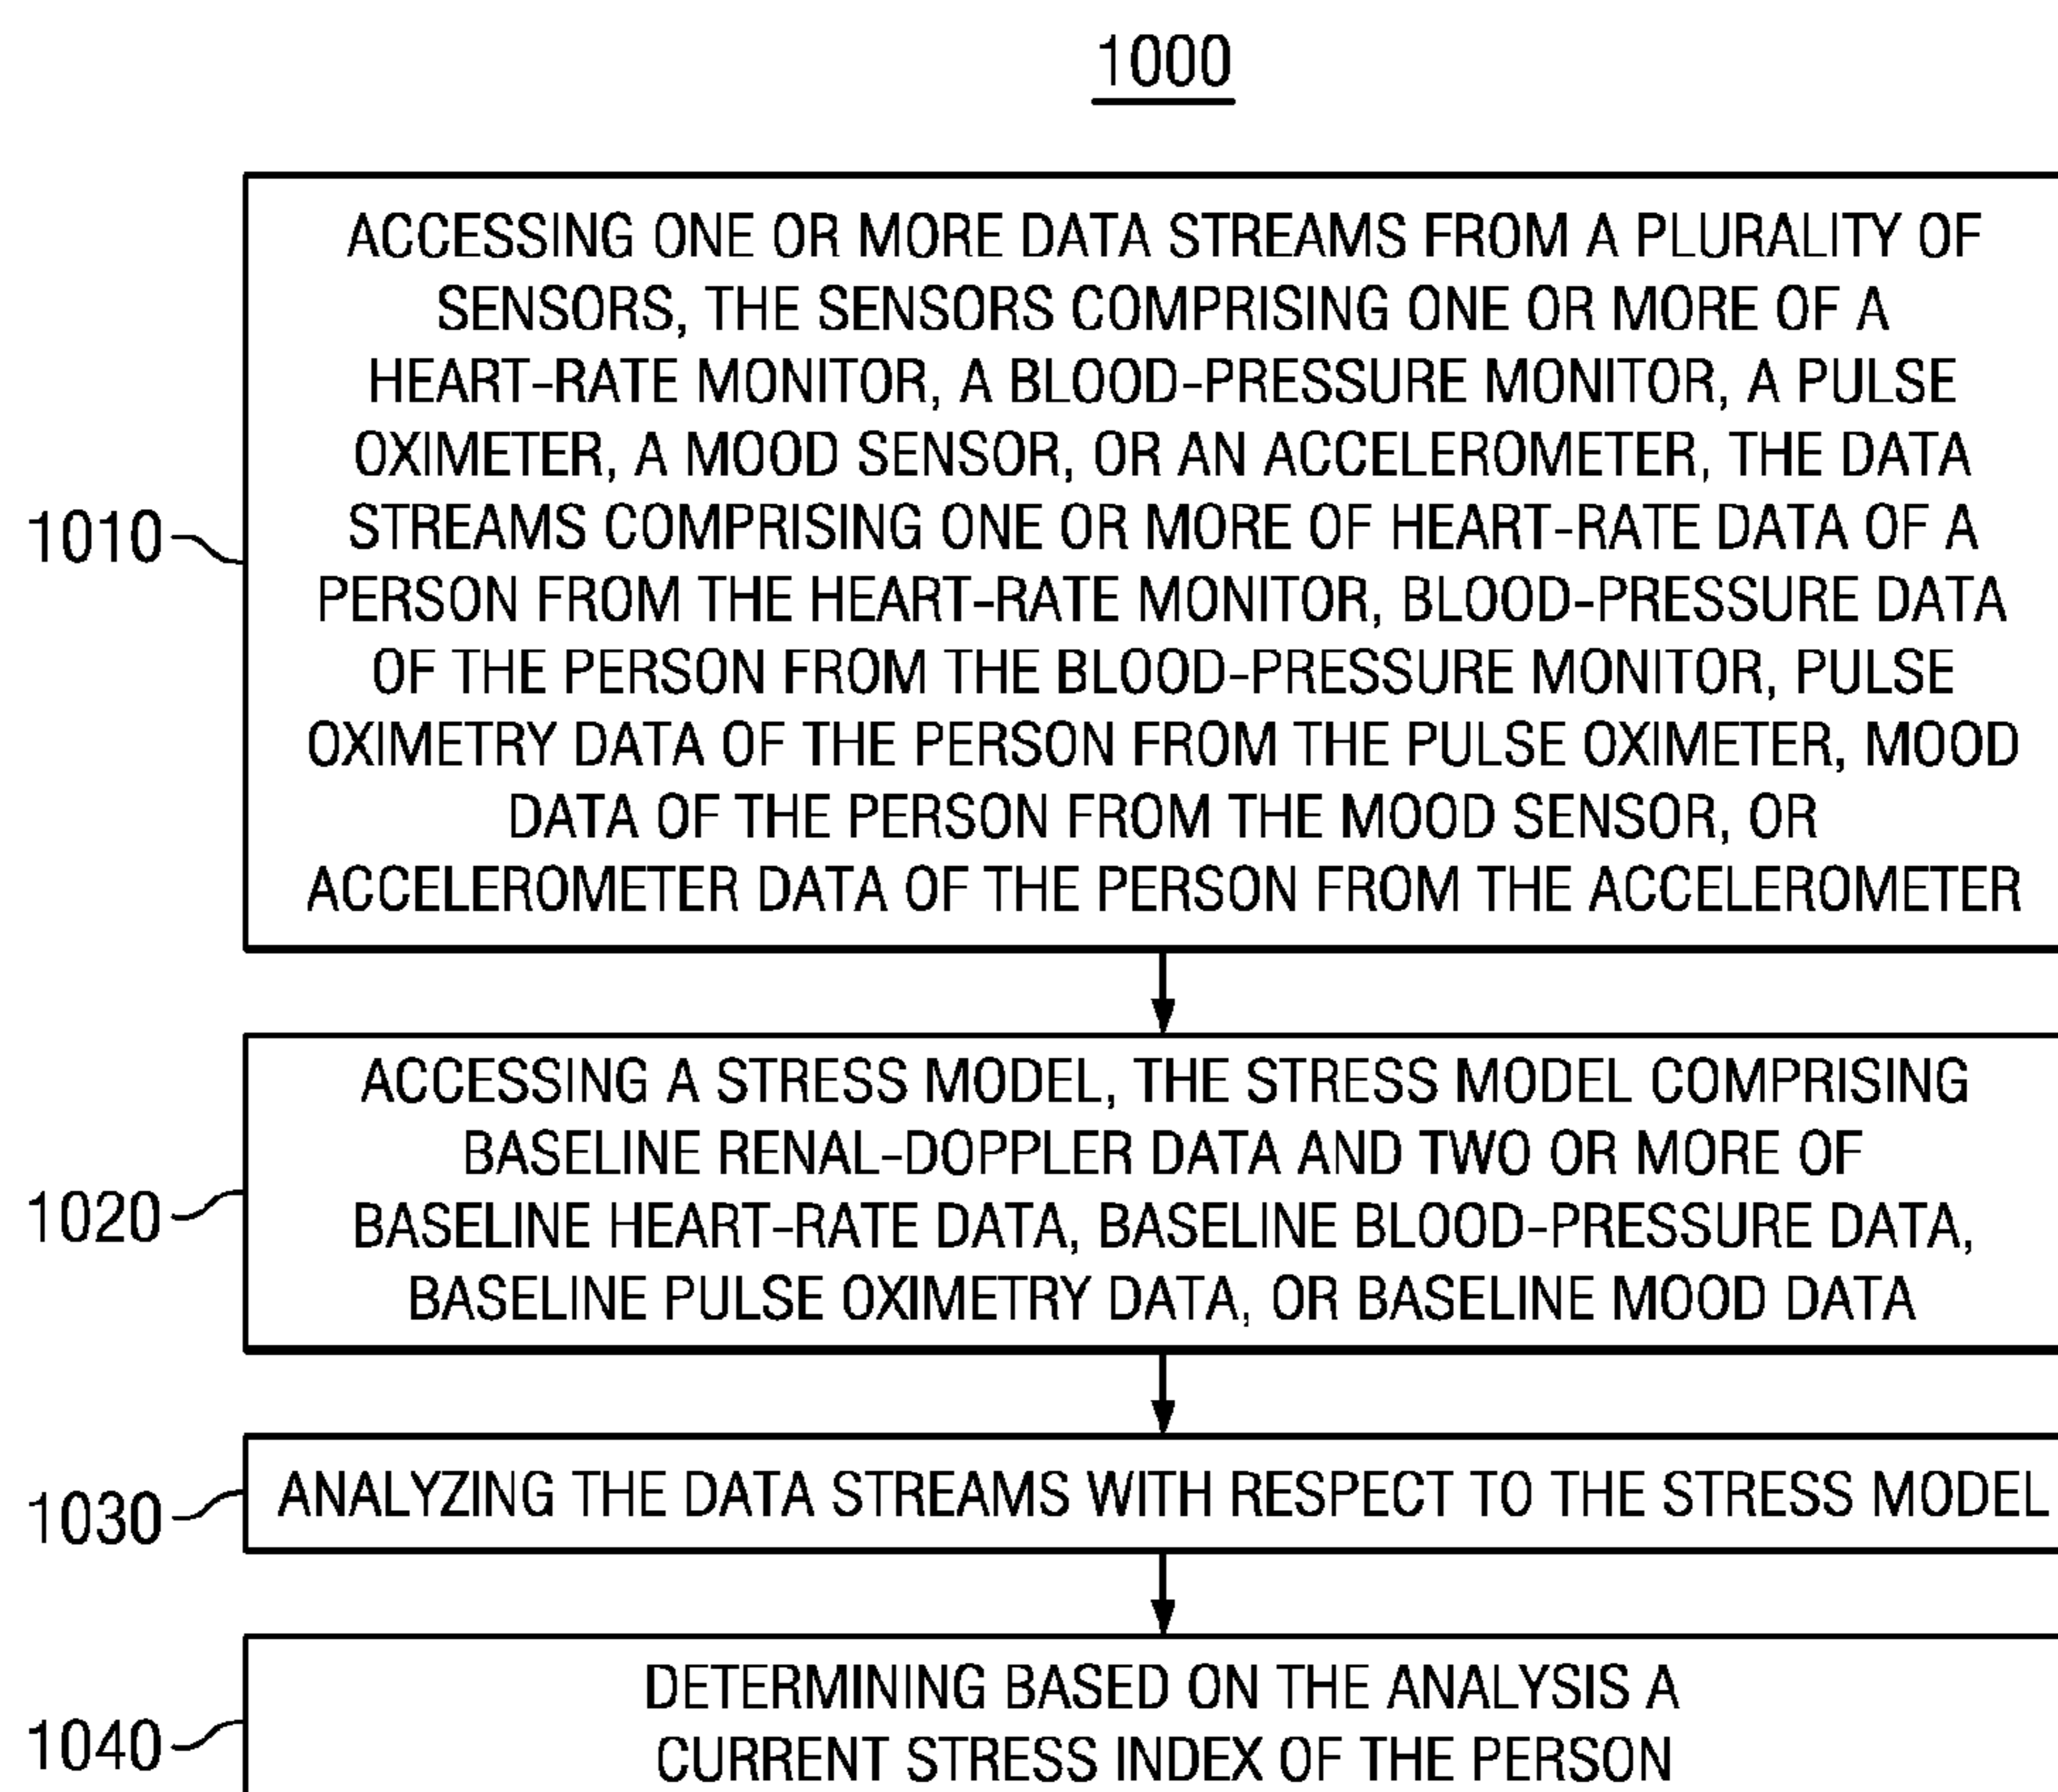 1000
ACCESSING ONE OR MORE DATA STREAMS FROM A PLURALITY OF
SENSORS, THE SENSORS COMPRISING ONE OR MORE OF A
HEART-RATE MONITOR, A BLOOD-PRESSURE MONITOR, A PULSE
OXIMETER, A MOOD SENSOR, OR AN ACCELEROMETER, THE DATA
STREAMS COMPRISING ONE OR MORE OF HEART-RATE DATA OF A
PERSON FROM THE HEART-RATE MONITOR, BLOOD-PRESSURE DATA
OF THE PERSON FROM THE BLOOD-PRESSURE MONITOR, PULSE
OXIMETRY DATA OF THE PERSON FROM THE PULSE OXIMETER, MOOD
DATA OF THE PERSON FROM THE MOOD SENSOR, OR
ACCELEROMETER DATA OF THE PERSON FROM THE ACCELEROMETER
1010
ACCESSING A STRESS MODEL, THE STRESS MODEL COMPRISING
BASELINE RENAL-DOPPLER DATA AND TWO OR MORE OF
BASELINE HEART-RATE DATA, BASELINE BLOOD-PRESSURE DATA,
BASELINE PULSE OXIMETRY DATA, OR BASELINE MOOD DATA
1020
ANALYZING THE DATA STREAMS WITH RESPECT TO THE STRESS MODEL
1030
DETERMINING BASED ON THE ANALYSIS A
CURRENT STRESS INDEX OF THE PERSON
1040